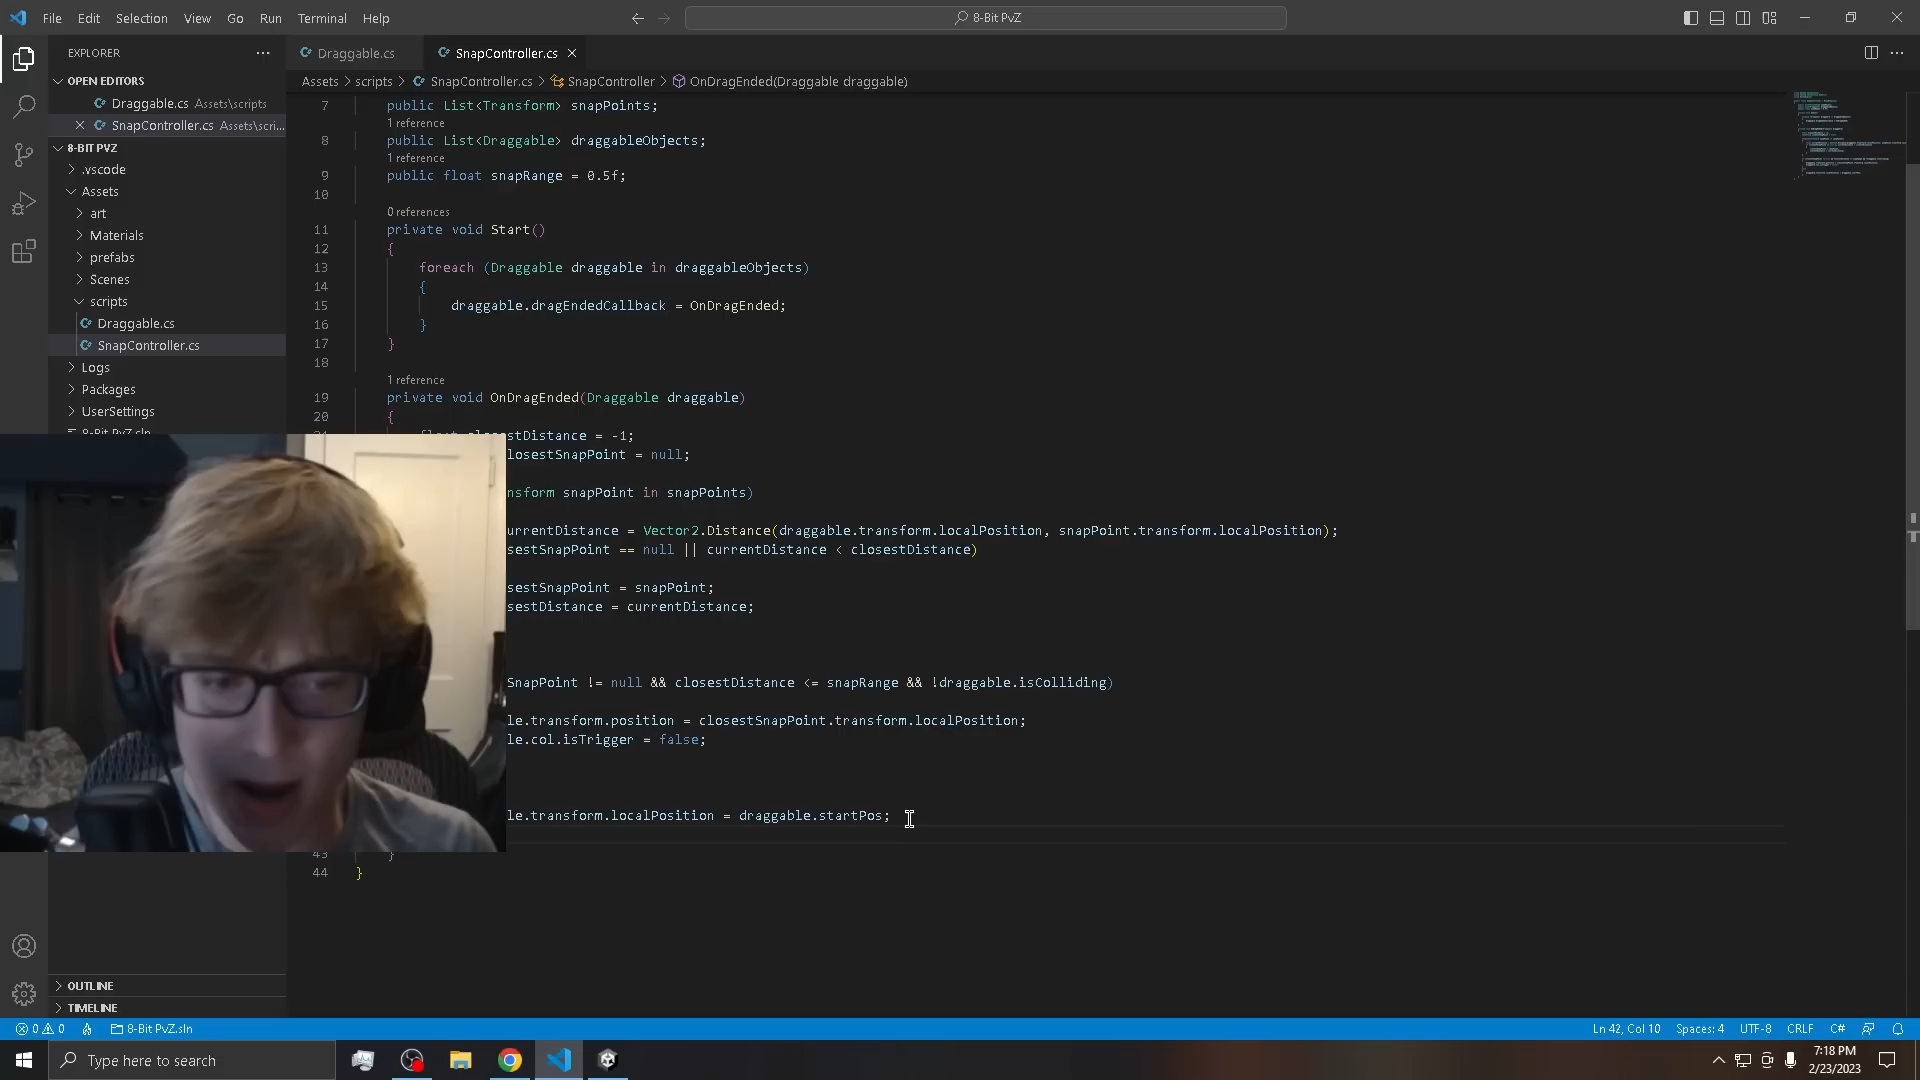 File Edit Selection View Go Run Terminal Help
8-Bit PvZ
EXPLORER
Draggable.cs
SnapController.cs
OPEN EDITORS
Draggable.cs Assets\scripts
SnapController.cs Assets\scri...
8-BIT PVZ
.vscode
Assets
art
Materials
prefabs
Scenes
scripts
Draggable.cs
SnapController.cs
Logs
Packages
UserSettings
8-Bit PvZ.sln
OUTLINE
TIMELINE
Assets > scripts > SnapController.cs > SnapController > OnDragEnded(Draggable draggable)
7 public List<Transform> snapPoints;
1 reference
8 public List<Draggable> draggableObjects;
1 reference
9 public float snapRange = 0.5f;
10
0 references
11 private void Start()
12 {
13 foreach (Draggable draggable in draggableObjects)
14 {
15 draggable.dragEndedCallback = OnDragEnded;
16 }
17 }
18
1 reference
19 private void OnDragEnded(Draggable draggable)
20 {
stDistance = -1;
losestSnapPoint = null;
nsform snapPoint in snapPoints)
urrentDistance = Vector2.Distance(draggable.transform.localPosition, snapPoint.transform.localPosition);
sestSnapPoint == null || currentDistance < closestDistance)
sestSnapPoint = snapPoint;
sestDistance = currentDistance;
SnapPoint != null && closestDistance <= snapRange && !draggable.isColliding)
le.transform.position = closestSnapPoint.transform.localPosition;
le.col.isTrigger = false;
le.transform.localPosition = draggable.startPos;
43 }
44 }
0 0 8-Bit PvZ.sln
Ln 42, Col 10 Spaces: 4 UTF-8 CRLF C#
Type here to search
7:18 PM
2/23/2023